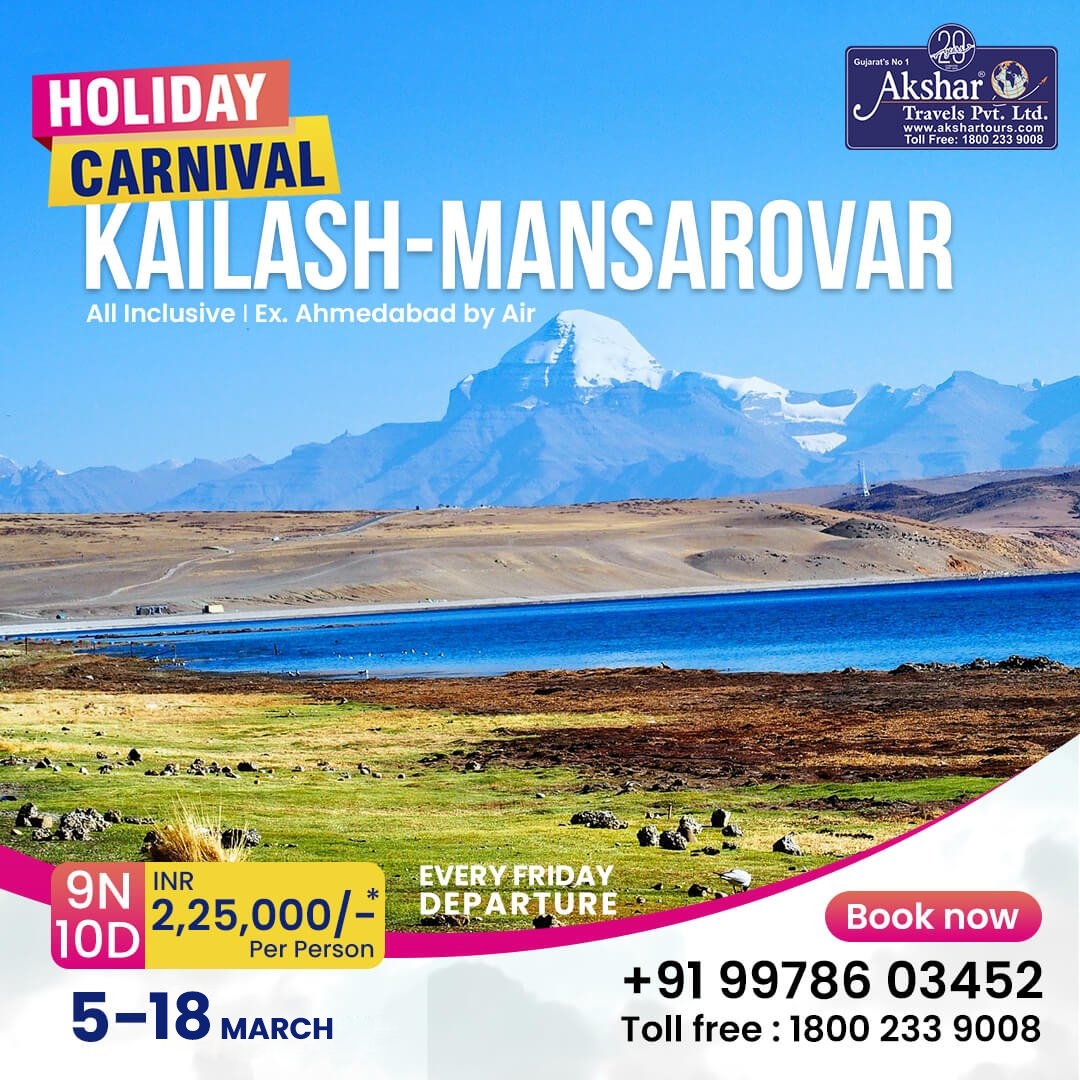 HOLIDAY
CARNIVAL
KAILASH-MANSAROVAR
All Inclusive | Ex. Ahmedabad by Air
20
YEARS
Gujarat's No 1
Akshar®
Travels Pvt. Ltd.
www.akshartours.com
Toll Free: 1800 233 9008
9N
10D
INR
2,25,000/-*
Per Person
EVERY FRIDAY
DEPARTURE
5-18 MARCH
Book now
+91 99786 03452
Toll free : 1800 233 9008